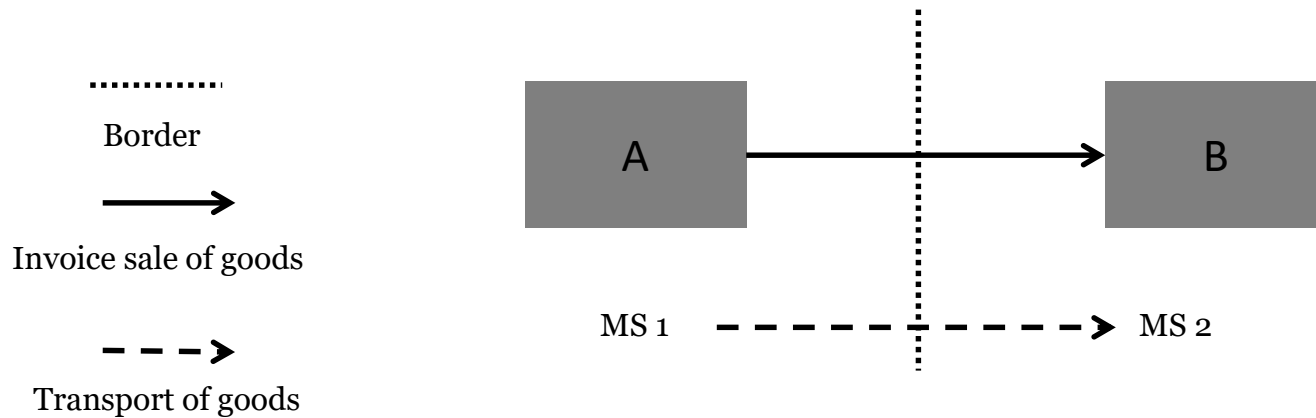 Border
Invoice sale of goods
Transport of goods
A
B
MS 1
MS 2